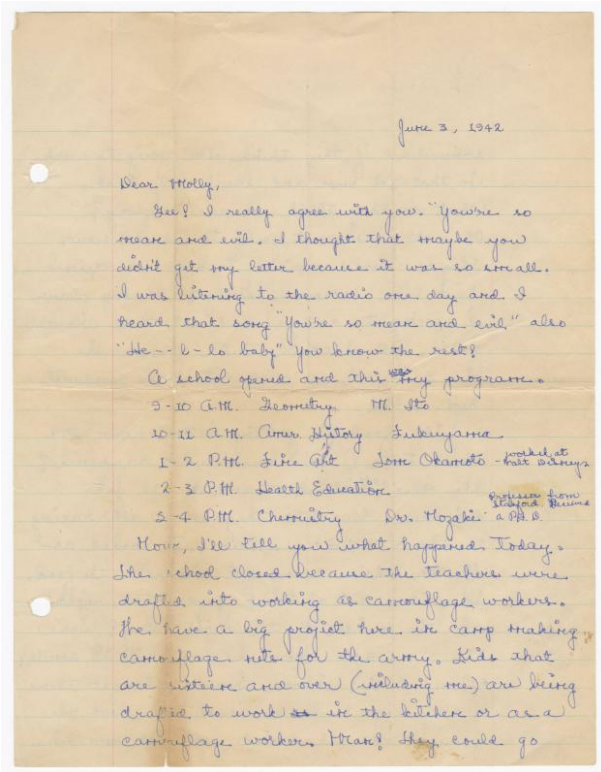 June 3, 1942
Dear Molly,
Gee! I really agree with you. "You're so
mean and evil. I thought that maybe you
didn't get my letter because it was so small.
I was listening to the radio one day and I
heard that song "You're so mean and evil" also
"He -- l- lo baby" You know the rest!
A school opened and this was my program.
9-10 A.M. Geometry. M. Ito
10-11 A.M. Amer. History Fukuyama
1-2 P.M. Fine Art Tom Okamoto - worked at Walt Disney's
2-3 P.M. Health Education
3-4 P.M. Chemistry Dr. Nozaki Professor from Stanford a PH.D.
Now, I'll tell you what happened today.
The school closed because the teachers were
drafted into working as camouflage workers.
We have a big project here in camp making
camouflage nets for the army. Kids that
are sixteen and over (including me) are being
drafted to work in the kitchen or as a
camouflage worker. Man! They could go